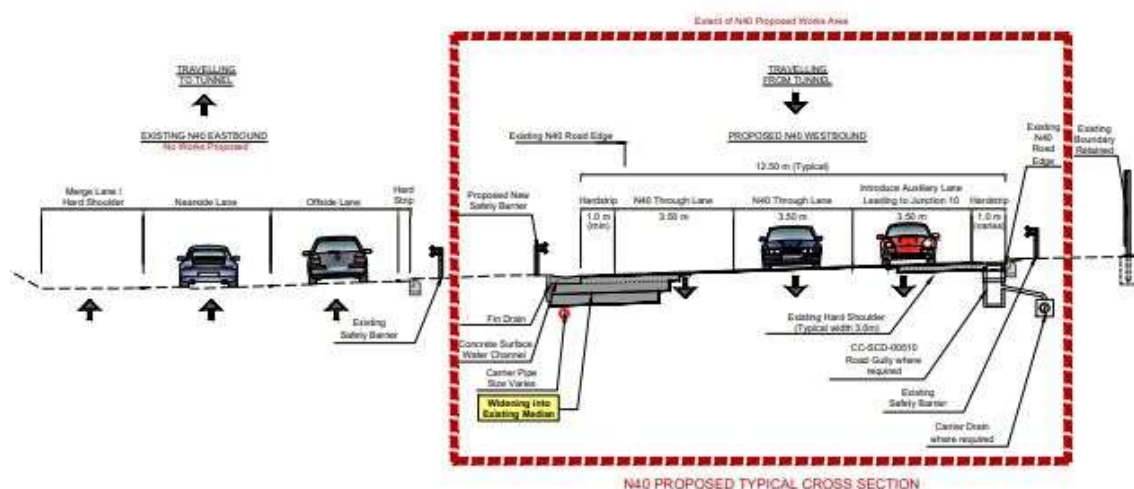 Extent of N40 Proposed Works Area
TRAVELLING
TO TUNNEL
EXISTING N40 EASTBOUND
No Works Proposed
Merge Lane /
Hard Shoulder
Nearside Lane
Offside Lane
Hard
Strip
Existing
Safety Barrier
TRAVELLING
FROM TUNNEL
Existing N40 Road Edge
PROPOSED N40 WESTBOUND
12.50 m (Typical)
Proposed New
Safety Barrier
Hardstrip
1.0 m
(min)
N40 Through Lane
3.50 m
N40 Through Lane
3.50 m
Introduce Auxiliary Lane
Leading to Junction 10
3.50 m
Hardstrip
1.0 m
(varies)
Existing
N40
Road
Edge
Existing
Boundary
Retained
Fin Drain
Concrete Surface
Water Channel
Carrier Pipe
Size Varies
Widening into
Existing Median
Existing Hard Shoulder
(Typical width 3.0m)
CC-SCD-00510
Road Gully where
required
Existing
Safety Barrier
Carrier Drain
where required
N40 PROPOSED TYPICAL CROSS SECTION